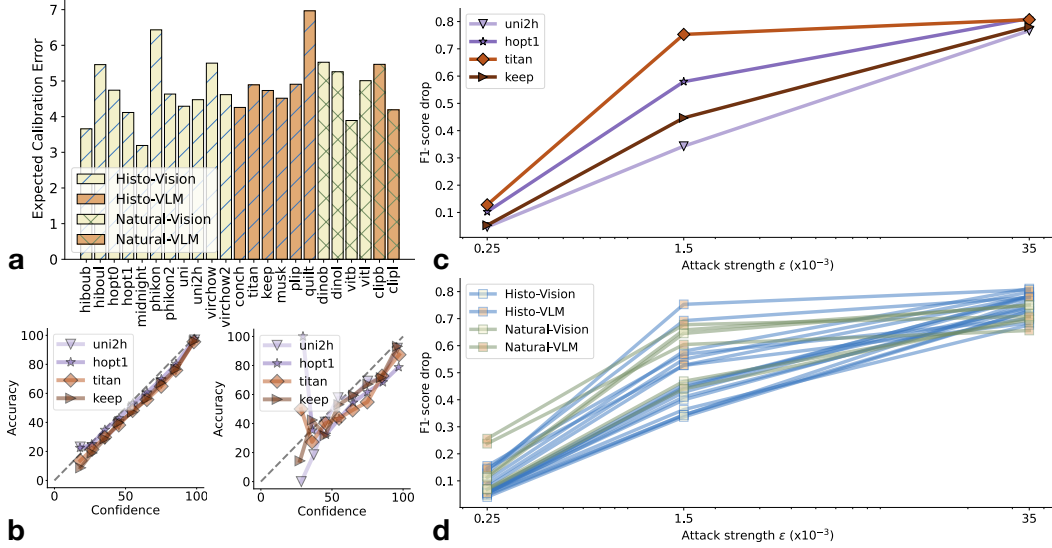 Expected Calibration Error
7
6
5
4
3
2
1
0
Histo-Vision
Histo-VLM
Natural-Vision
Natural-VLM
hiboub
hiboul
hopt0
hopt1
midnight
phikon
phikon2
uni
uni2h
virchow
virchow2
conch
titan
keep
musk
plip
quilt
dinob
dinol
vitb
vitl
clipb
clipl
a
Accuracy
100
80
60
40
20
0
uni2h
hopt1
titan
keep
0 50 100
Confidence
Accuracy
100
80
60
40
20
0
uni2h
hopt1
titan
keep
0 50 100
Confidence
b
F1-score drop
0.8
0.7
0.6
0.5
0.4
0.3
0.2
0.1
uni2h
hopt1
titan
keep
0.25 1.5 35
Attack strength ε (x10⁻³)
c
F1-score drop
0.8
0.7
0.6
0.5
0.4
0.3
0.2
0.1
Histo-Vision
Histo-VLM
Natural-Vision
Natural-VLM
0.25 1.5 35
Attack strength ε (x10⁻³)
d